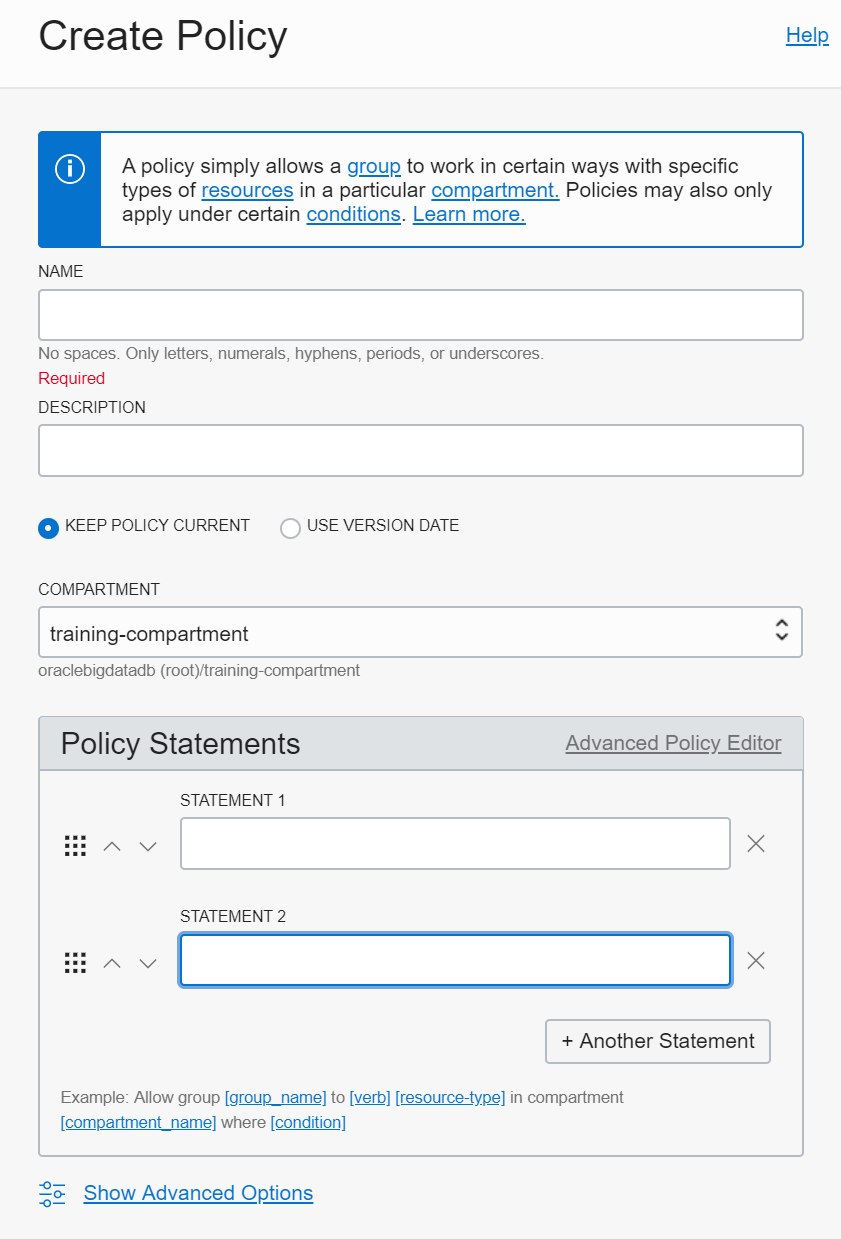 Create Policy
Help
A policy simply allows a group to work in certain ways with specific
types of resources in a particular compartment. Policies may also only
apply under certain conditions. Learn more.
NAME
No spaces. Only letters, numerals, hyphens, periods, or underscores.
Required
DESCRIPTION
KEEP POLICY CURRENT
USE VERSION DATE
COMPARTMENT
training-compartment
oraclebigdatadb (root)/training-compartment
Policy Statements
Advanced Policy Editor
STATEMENT 1
STATEMENT 2
+ Another Statement
Example: Allow group [group_name] to [verb] [resource-type] in compartment
[compartment_name] where [condition]
Show Advanced Options